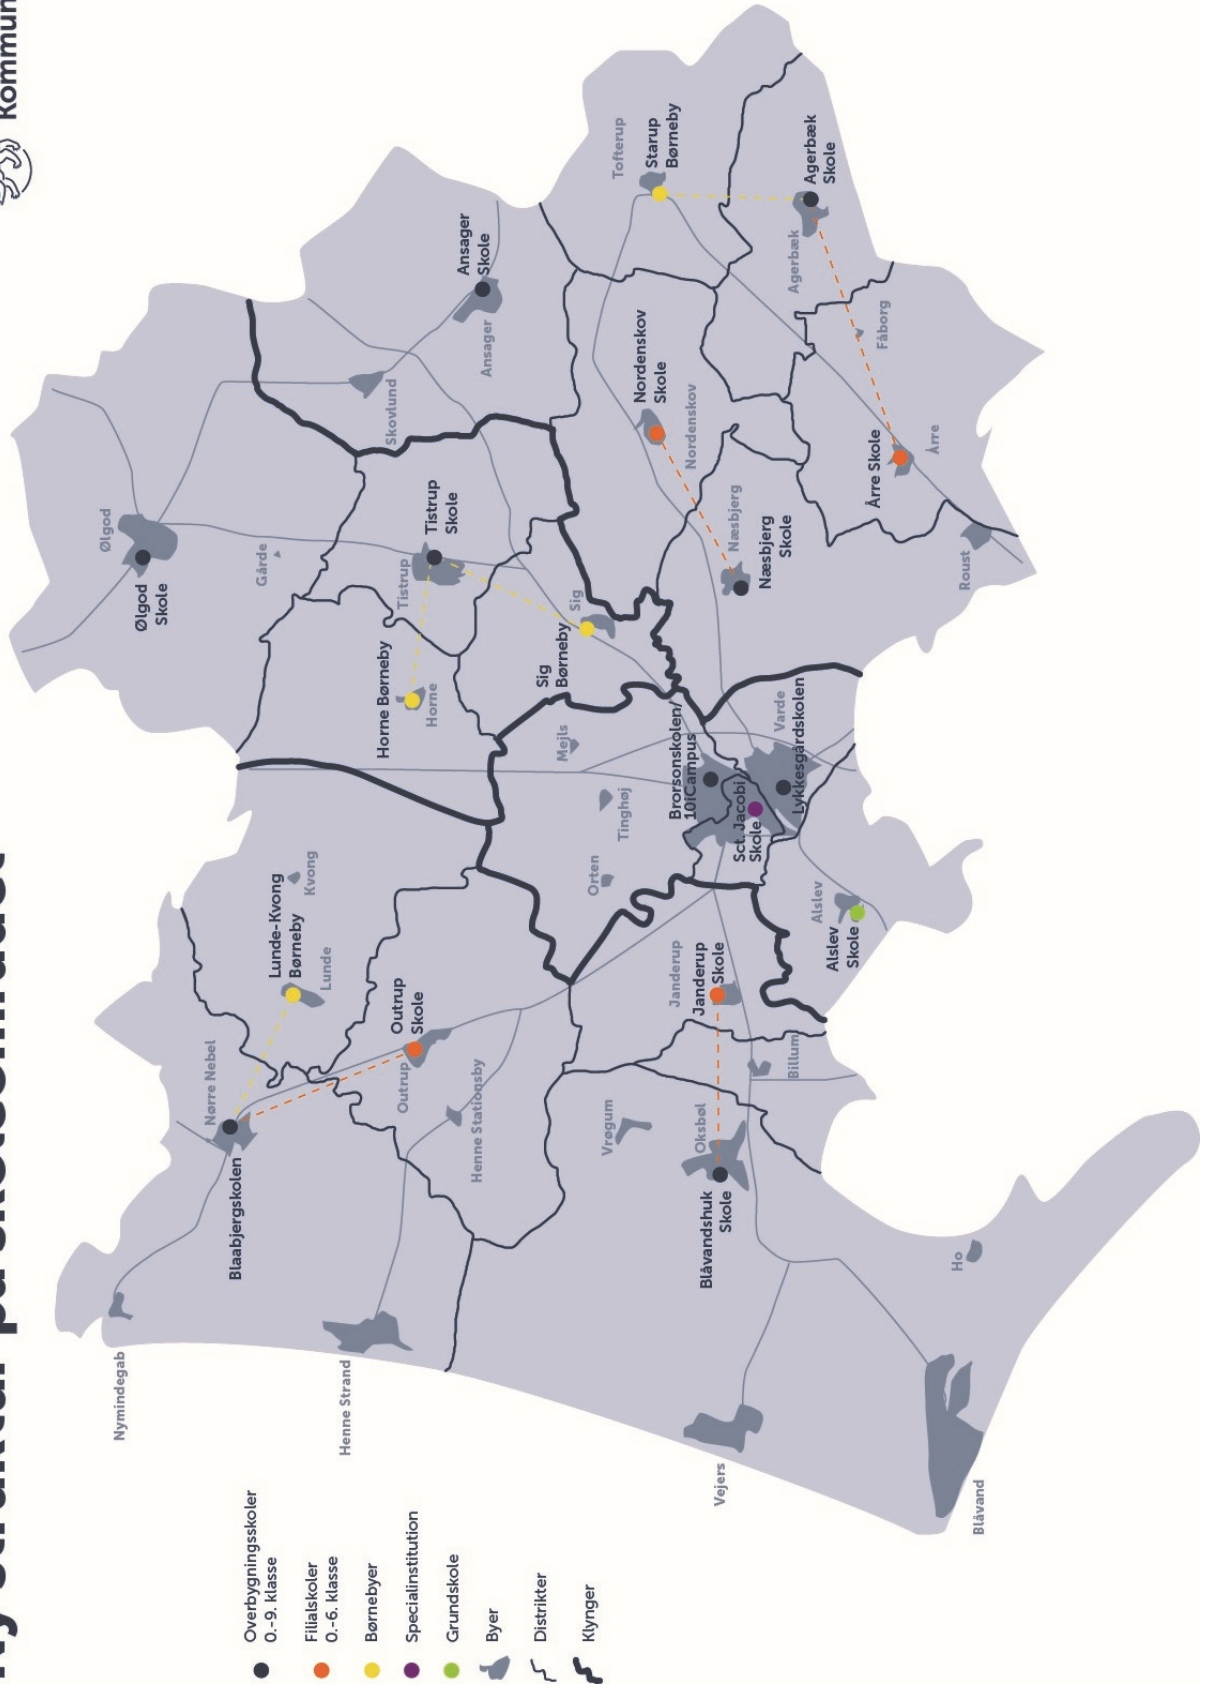 Ny struktur på skoleområdet
Kommun
Overbygningsskoler
0.-9. klasse
Filialskoler
0.-6. klasse
Børnebyer
Specialinstitution
Grundskole
Byer
Distrikter
Klynger
Nymindegab
Henne Strand
Vejers
Blåvand
Ho
Blaabjergskolen
Nørre Nebel
Lunde-Kvong
Børneby
Lunde
Kvong
Outrup
Skole
Outrup
Henne Stationsby
Vrøgum
Blåvandshuk
Skole
Oksbøl
Billum
Janderup
Janderup
Skole
Alslev
Alslev
Skole
Orten
Tinghøj
Mejls
Brorsonskolen/
10iCampus
Sct. Jacobi
Skole
Varde
Lykkesgårdskolen
Ølgod
Ølgod
Skole
Gårde
Horne Børneby
Horne
Tistrup
Tistrup
Skole
Sig
Børneby
Sig
Skovlund
Ansager
Skole
Ansager
Nordenskov
Skole
Nordenskov
Næsbjerg
Næsbjerg
Skole
Tofterup
Starup
Børneby
Agerbæk
Agerbæk
Skole
Fåborg
Årre Skole
Årre
Roust